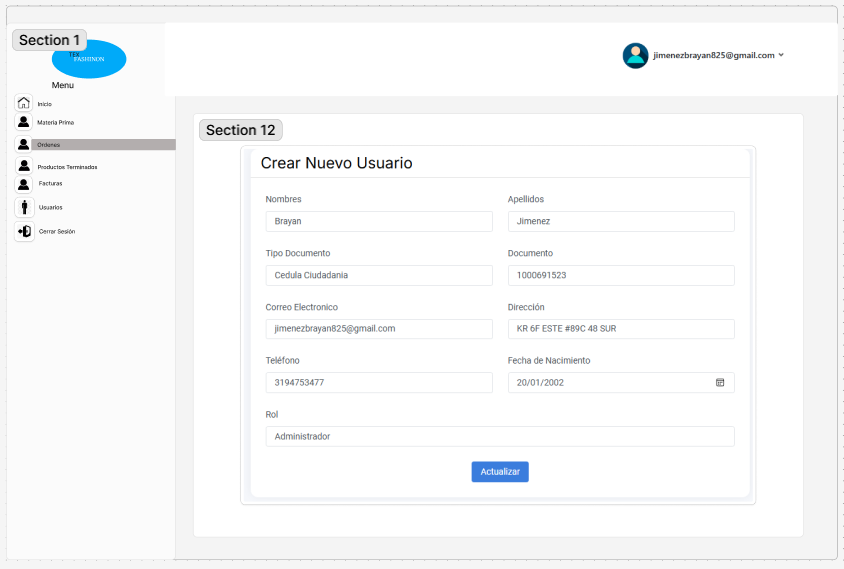 Section 1
TER
FASHINON
jimenezbrayan825@gmail.com
Menu
Inicio
Materia Prima
Ordenes
Productos Terminados
Facturas
Usuarios
Cerrar Sesión
Section 12
Crear Nuevo Usuario
Nombres
Apellidos
Brayan
Jimenez
Tipo Documento
Documento
Cedula Ciudadania
1000691523
Correo Electronico
Dirección
jimenezbrayan825@gmail.com
KR 6F ESTE #89C 48 SUR
Teléfono
Fecha de Nacimiento
3194753477
20/01/2002
Rol
Administrador
Actualizar